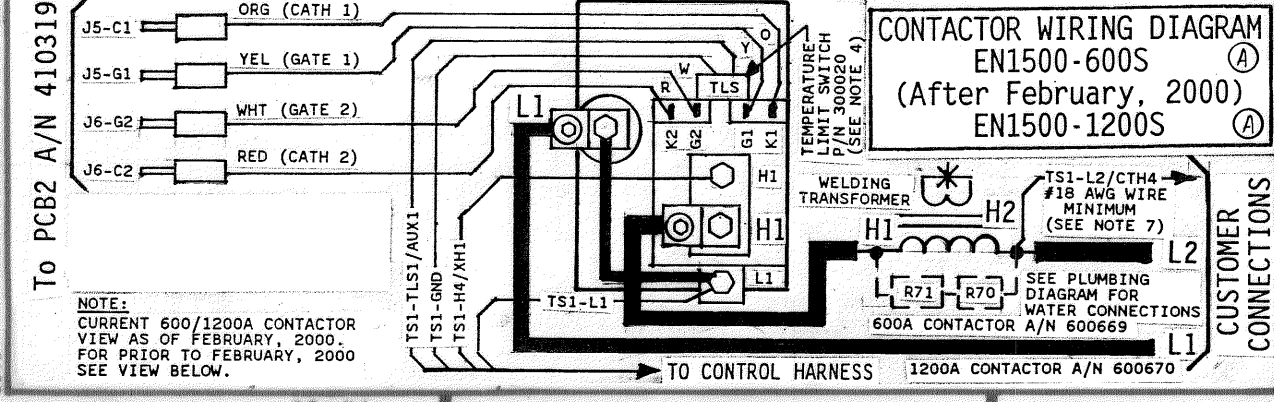 To PCB2 A/N 410319
J5-C1
ORG (CATH 1)
J5-G1
YEL (GATE 1)
J6-G2
WHT (GATE 2)
J6-C2
RED (CATH 2)
NOTE:
CURRENT 600/1200A CONTACTOR
VIEW AS OF FEBRUARY, 2000.
FOR PRIOR TO FEBRUARY, 2000
SEE VIEW BELOW.
TS1-TLS1/AUX1
TS1-GND
TS1-H4/XH1
TS1-L1
L1
R
W
Y
O
TLS
K2
G2
G1
K1
H1
H1
L1
TEMPERATURE
LIMIT SWITCH
P/N 300020
(SEE NOTE 4)
CONTACTOR WIRING DIAGRAM
EN1500-600S
A
(After February, 2000)
EN1500-1200S
A
WELDING
TRANSFORMER
TS1-L2/CTH4
#18 AWG WIRE
MINIMUM
(SEE NOTE 7)
H1
H2
L2
R71
R70
SEE PLUMBING
DIAGRAM FOR
WATER CONNECTIONS
600A CONTACTOR A/N 600669
L1
TO CONTROL HARNESS
1200A CONTACTOR A/N 600670
CUSTOMER
CONNECTIONS